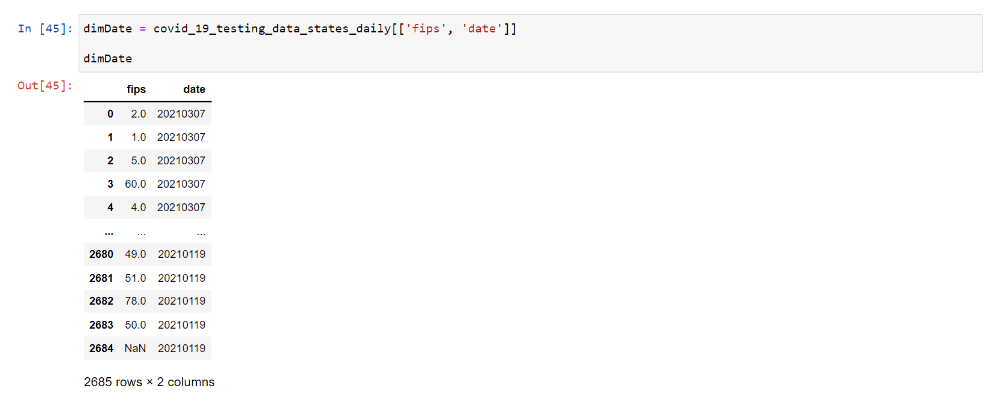 In [45]: dimDate = covid_19_testing_data_states_daily[['fips', 'date']]
dimDate
Out[45]:
fips date
0 2.0 20210307
1 1.0 20210307
2 5.0 20210307
3 60.0 20210307
4 4.0 20210307
... ... ...
2680 49.0 20210119
2681 51.0 20210119
2682 78.0 20210119
2683 50.0 20210119
2684 NaN 20210119
2685 rows × 2 columns